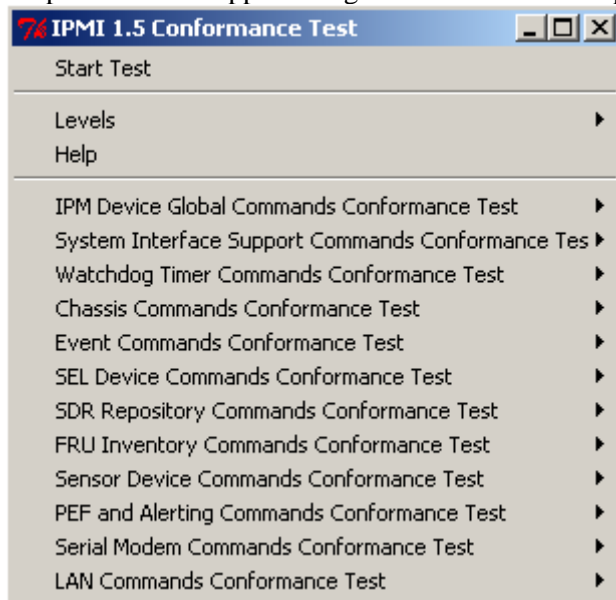 IPMI 1.5 Conformance Test
Start Test
Levels
Help
IPM Device Global Commands Conformance Test
System Interface Support Commands Conformance Tes
Watchdog Timer Commands Conformance Test
Chassis Commands Conformance Test
Event Commands Conformance Test
SEL Device Commands Conformance Test
SDR Repository Commands Conformance Test
FRU Inventory Commands Conformance Test
Sensor Device Commands Conformance Test
PEF and Alerting Commands Conformance Test
Serial Modem Commands Conformance Test
LAN Commands Conformance Test